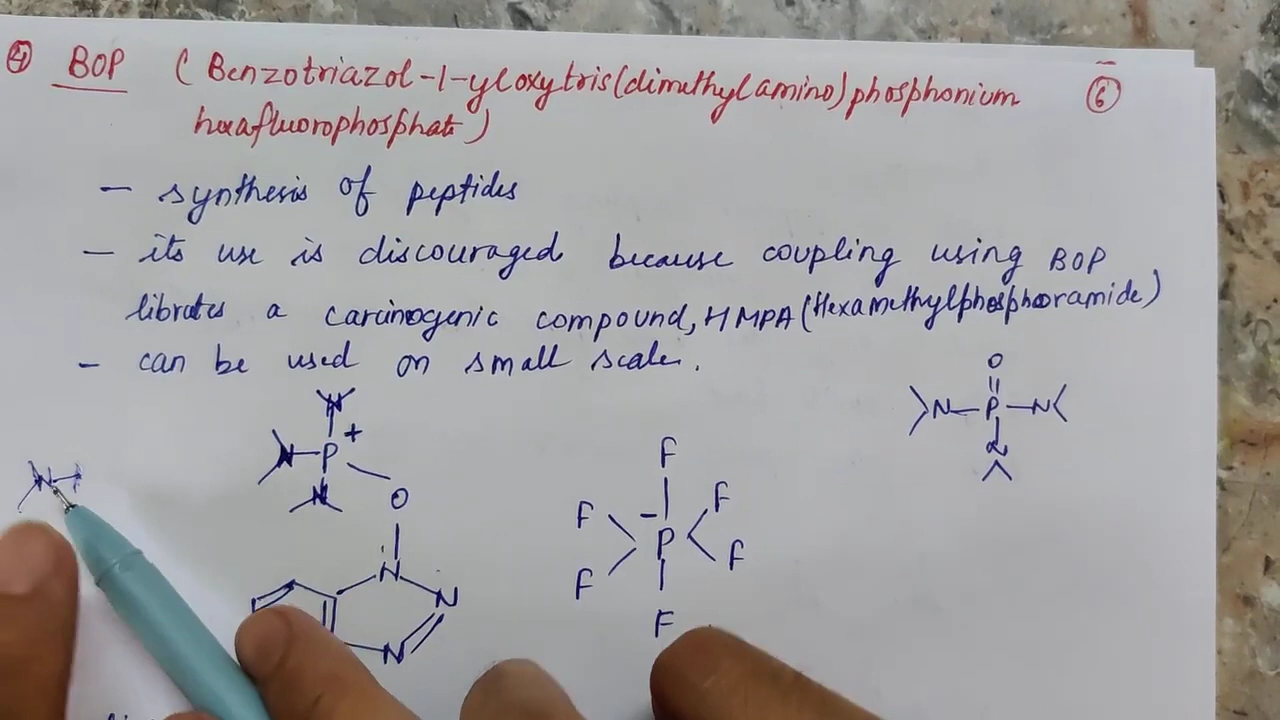 ④ BOP (Benzotriazol-1-yloxytris(dimethylamino)phosphonium ⑥
hexafluorophosphate)
- synthesis of peptides
- its use is discouraged because coupling using BOP
librates a carcinogenic compound, HMPA (Hexamethylphosphoramide)
- can be used on small scale.
O
N P N
N
N
N P +
N
O
N
N
N
F
F F
- P
F F
F
N